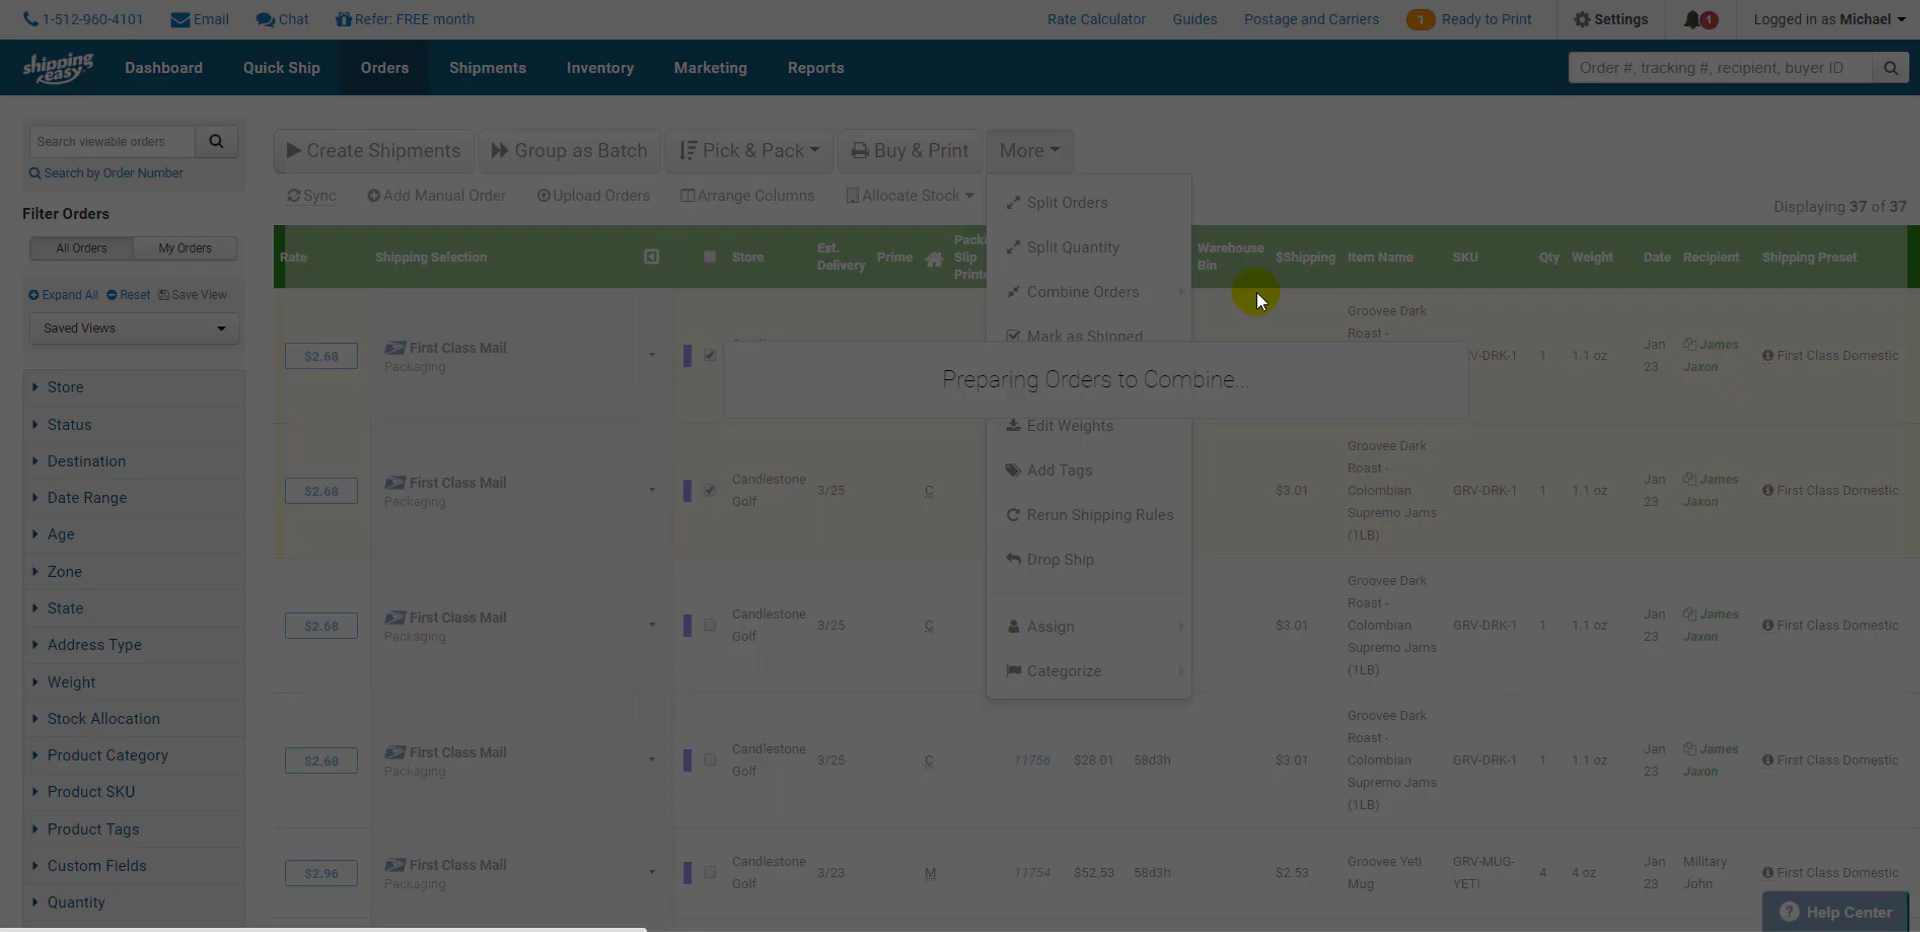 1-512-960-4101 Email Chat Refer: FREE month Rate Calculator Guides Postage and Carriers 1 Ready to Print Settings 1 Logged in as Michael
shipping easy Dashboard Quick Ship Orders Shipments Inventory Marketing Reports Order #, tracking #, recipient, buyer ID
Search viewable orders
Search by Order Number
Filter Orders
All Orders My Orders
Expand All Reset Save View
Saved Views
Store
Status
Destination
Date Range
Age
Zone
State
Address Type
Weight
Stock Allocation
Product Category
Product SKU
Product Tags
Custom Fields
Quantity
Create Shipments Group as Batch Pick & Pack Buy & Print More
Sync Add Manual Order Upload Orders Arrange Columns Allocate Stock
Displaying 37 of 37
Split Orders
Split Quantity
Combine Orders
Mark as Shipped
Edit Weights
Add Tags
Rerun Shipping Rules
Drop Ship
Assign
Categorize
Preparing Orders to Combine...
Rate Shipping Selection Store Est. Delivery Prime Slip Warehouse Bin $Shipping Item Name SKU Qty Weight Date Recipient Shipping Preset
$2.68 First Class Mail Packaging Groovee Dark Roast - 1 1.1 oz Jan 23 James Jaxon First Class Domestic
$2.68 First Class Mail Packaging Candlestone Golf 3/25 C $3.01 Groovee Dark Roast - Colombian Supremo Jams (1LB) GRV-DRK-1 1 1.1 oz Jan 23 James Jaxon First Class Domestic
$2.68 First Class Mail Packaging Candlestone Golf 3/25 C $3.01 Groovee Dark Roast - Colombian Supremo Jams (1LB) GRV-DRK-1 1 1.1 oz Jan 23 James Jaxon First Class Domestic
$2.68 First Class Mail Packaging Candlestone Golf 3/25 C 11756 $28.01 58d3h $3.01 Groovee Dark Roast - Colombian Supremo Jams (1LB) GRV-DRK-1 1 1.1 oz Jan 23 James Jaxon First Class Domestic
$2.96 First Class Mail Packaging Candlestone Golf 3/23 M 11754 $52.53 58d3h $2.53 Groovee Yeti Mug GRV-MUG-YETI 4 4 oz Jan 23 Military John First Class Domestic
Help Center